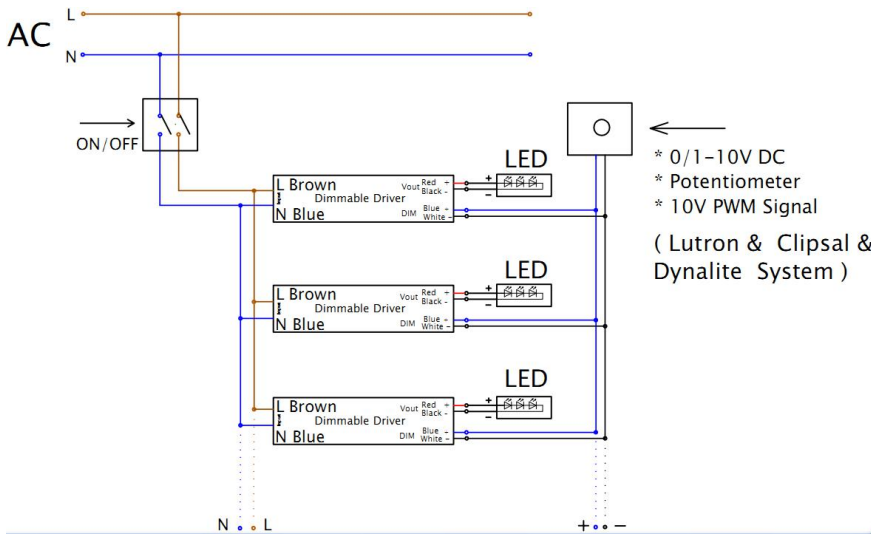 L
AC
N
ON/OFF
* 0/1-10V DC
* Potentiometer
* 10V PWM Signal
( Lutron & Clipsal &
Dynalite System )
LED
L Brown
Dimmable Driver
N Blue
Vout Red +
Black -
DIM Blue -
White -
+
-
LED
L Brown
Dimmable Driver
N Blue
Vout Red +
Black -
DIM Blue -
White -
+
-
LED
L Brown
Dimmable Driver
N Blue
Vout Red +
Black -
DIM Blue -
White -
+
-
N L
+ -